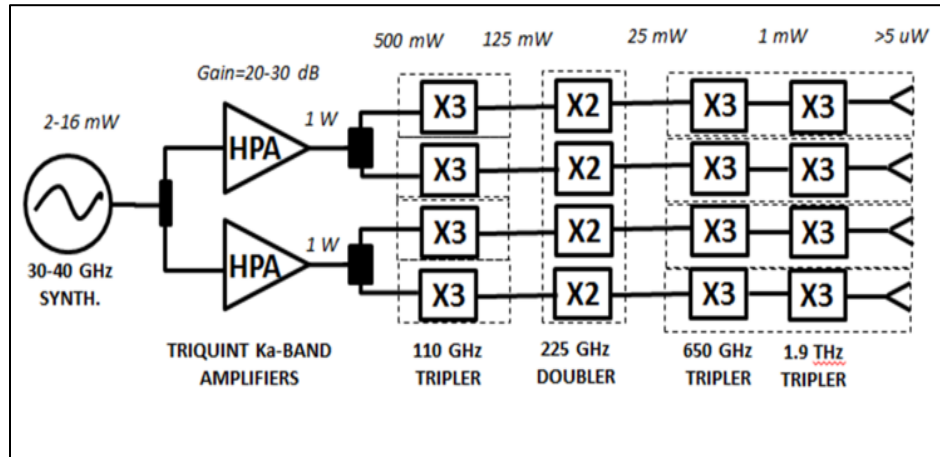 500 mW 125 mW 25 mW 1 mW >5 uW
Gain=20-30 dB
2-16 mW
1 W
HPA
X3 X2 X3 X3
X3 X2 X3 X3
1 W
HPA
X3 X2 X3 X3
X3 X2 X3 X3
30-40 GHz
SYNTH.
TRIQUINT Ka-BAND
AMPLIFIERS
110 GHz
TRIPLER
225 GHz
DOUBLER
650 GHz
TRIPLER
1.9 THz
TRIPLER